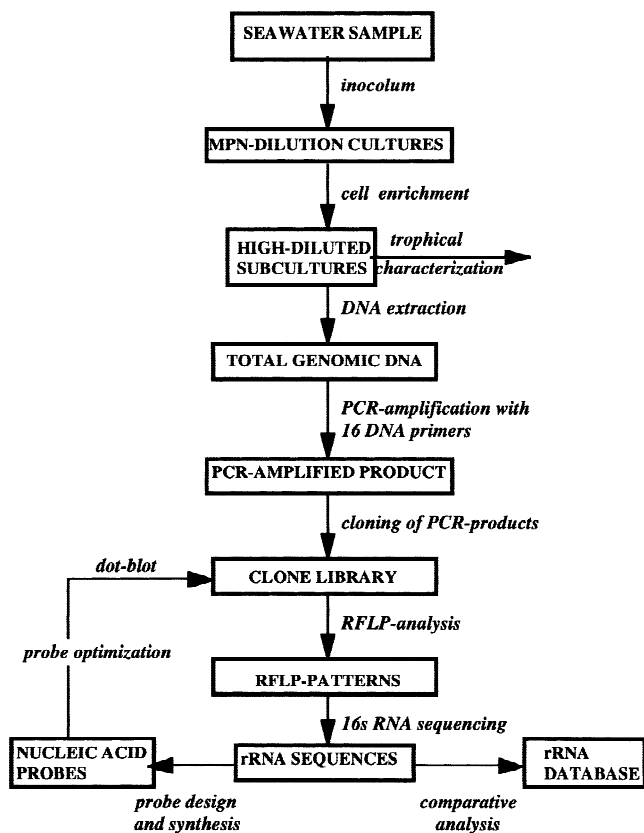 SEAWATER SAMPLE
inocolum
MPN-DILUTION CULTURES
cell enrichment
HIGH-DILUTED
SUBCULTURES
trophical
characterization
DNA extraction
TOTAL GENOMIC DNA
PCR-amplification with
16 DNA primers
PCR-AMPLIFIED PRODUCT
cloning of PCR-products
dot-blot
CLONE LIBRARY
RFLP-analysis
probe optimization
RFLP-PATTERNS
16s RNA sequencing
NUCLEIC ACID
PROBES
rRNA SEQUENCES
rRNA
DATABASE
probe design
and synthesis
comparative
analysis